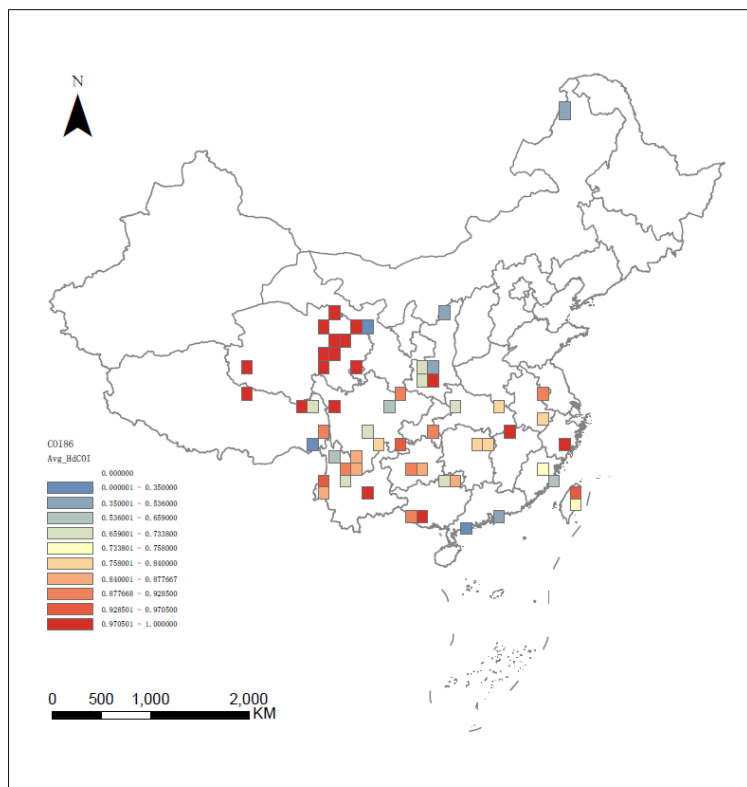 N
COI86
Avg_HdCOI
0.000000
0.00001 - 0.350000
0.350001 - 0.536000
0.536001 - 0.659000
0.659001 - 0.733800
0.733801 - 0.758000
0.758001 - 0.840000
0.840001 - 0.877667
0.877668 - 0.928500
0.928501 - 0.970500
0.970501 - 1.000000
0 500 1,000 2,000
KM